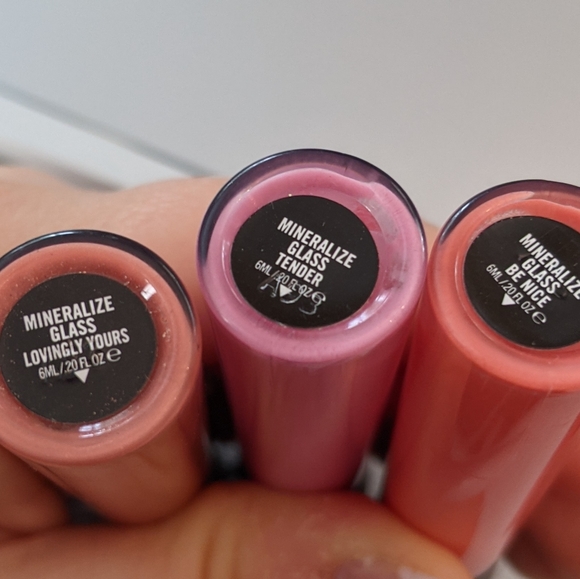 MINERALIZE
GLASS
LOVINGLY YOURS
6ML/.20 FL OZ e
MINERALIZE
GLASS
TENDER
6ML/.20 FL OZ e
A93
MINERALIZE
GLASS
BE NICE
6ML/.20 FL OZ e